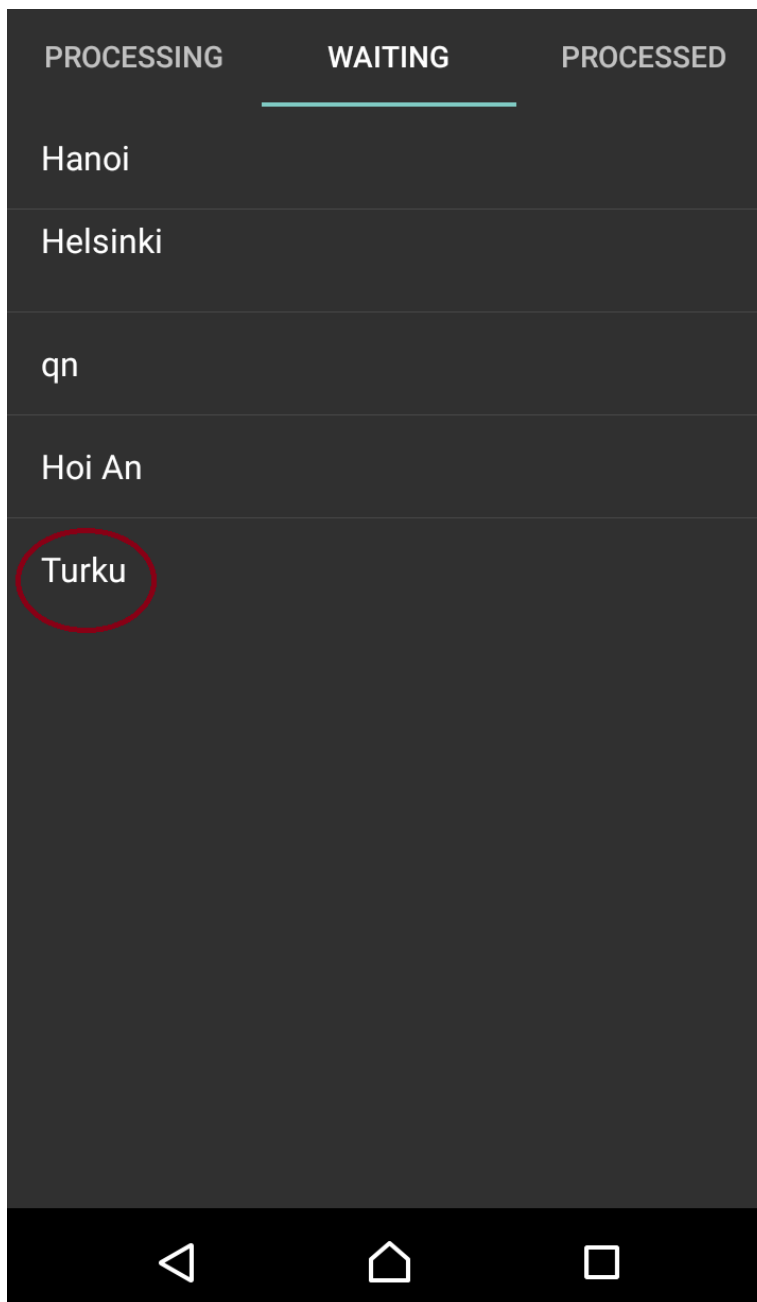 PROCESSING WAITING PROCESSED
Hanoi
Helsinki
qn
Hoi An
Turku